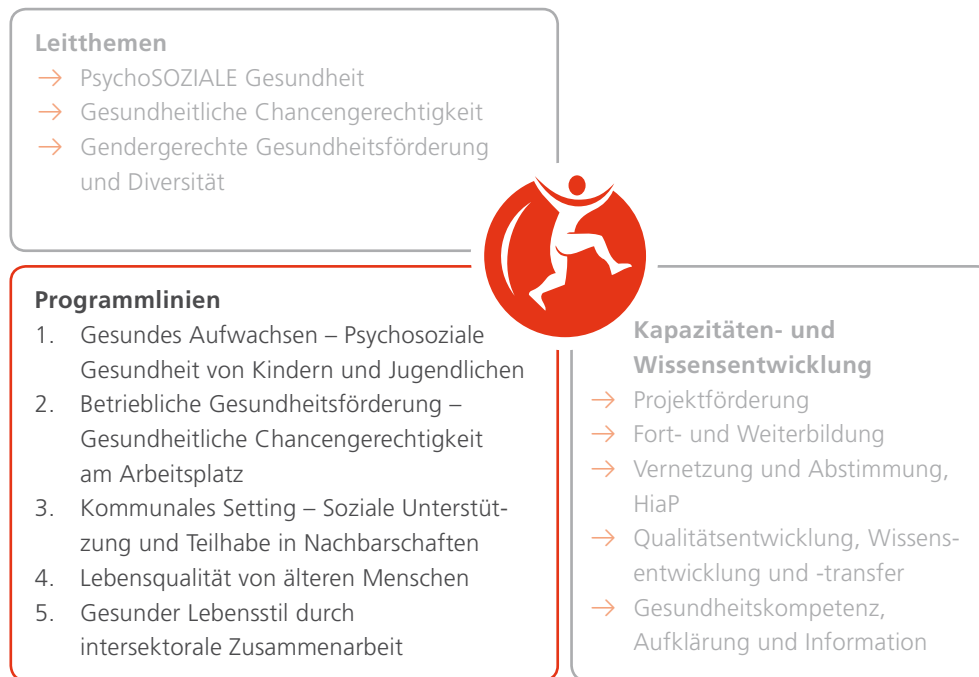 Leitthemen
→ PsychoSOZIALE Gesundheit
→ Gesundheitliche Chancengerechtigkeit
→ Gendergerechte Gesundheitsförderung
und Diversität
Programmlinien
1. Gesundes Aufwachsen – Psychosoziale
Gesundheit von Kindern und Jugendlichen
2. Betriebliche Gesundheitsförderung –
Gesundheitliche Chancengerechtigkeit
am Arbeitsplatz
3. Kommunales Setting – Soziale Unterstüt-
zung und Teilhabe in Nachbarschaften
4. Lebensqualität von älteren Menschen
5. Gesunder Lebensstil durch
intersektorale Zusammenarbeit
Kapazitäten- und
Wissensentwicklung
→ Projektförderung
→ Fort- und Weiterbildung
→ Vernetzung und Abstimmung,
HiaP
→ Qualitätsentwicklung, Wissens-
entwicklung und -transfer
→ Gesundheitskompetenz,
Aufklärung und Information